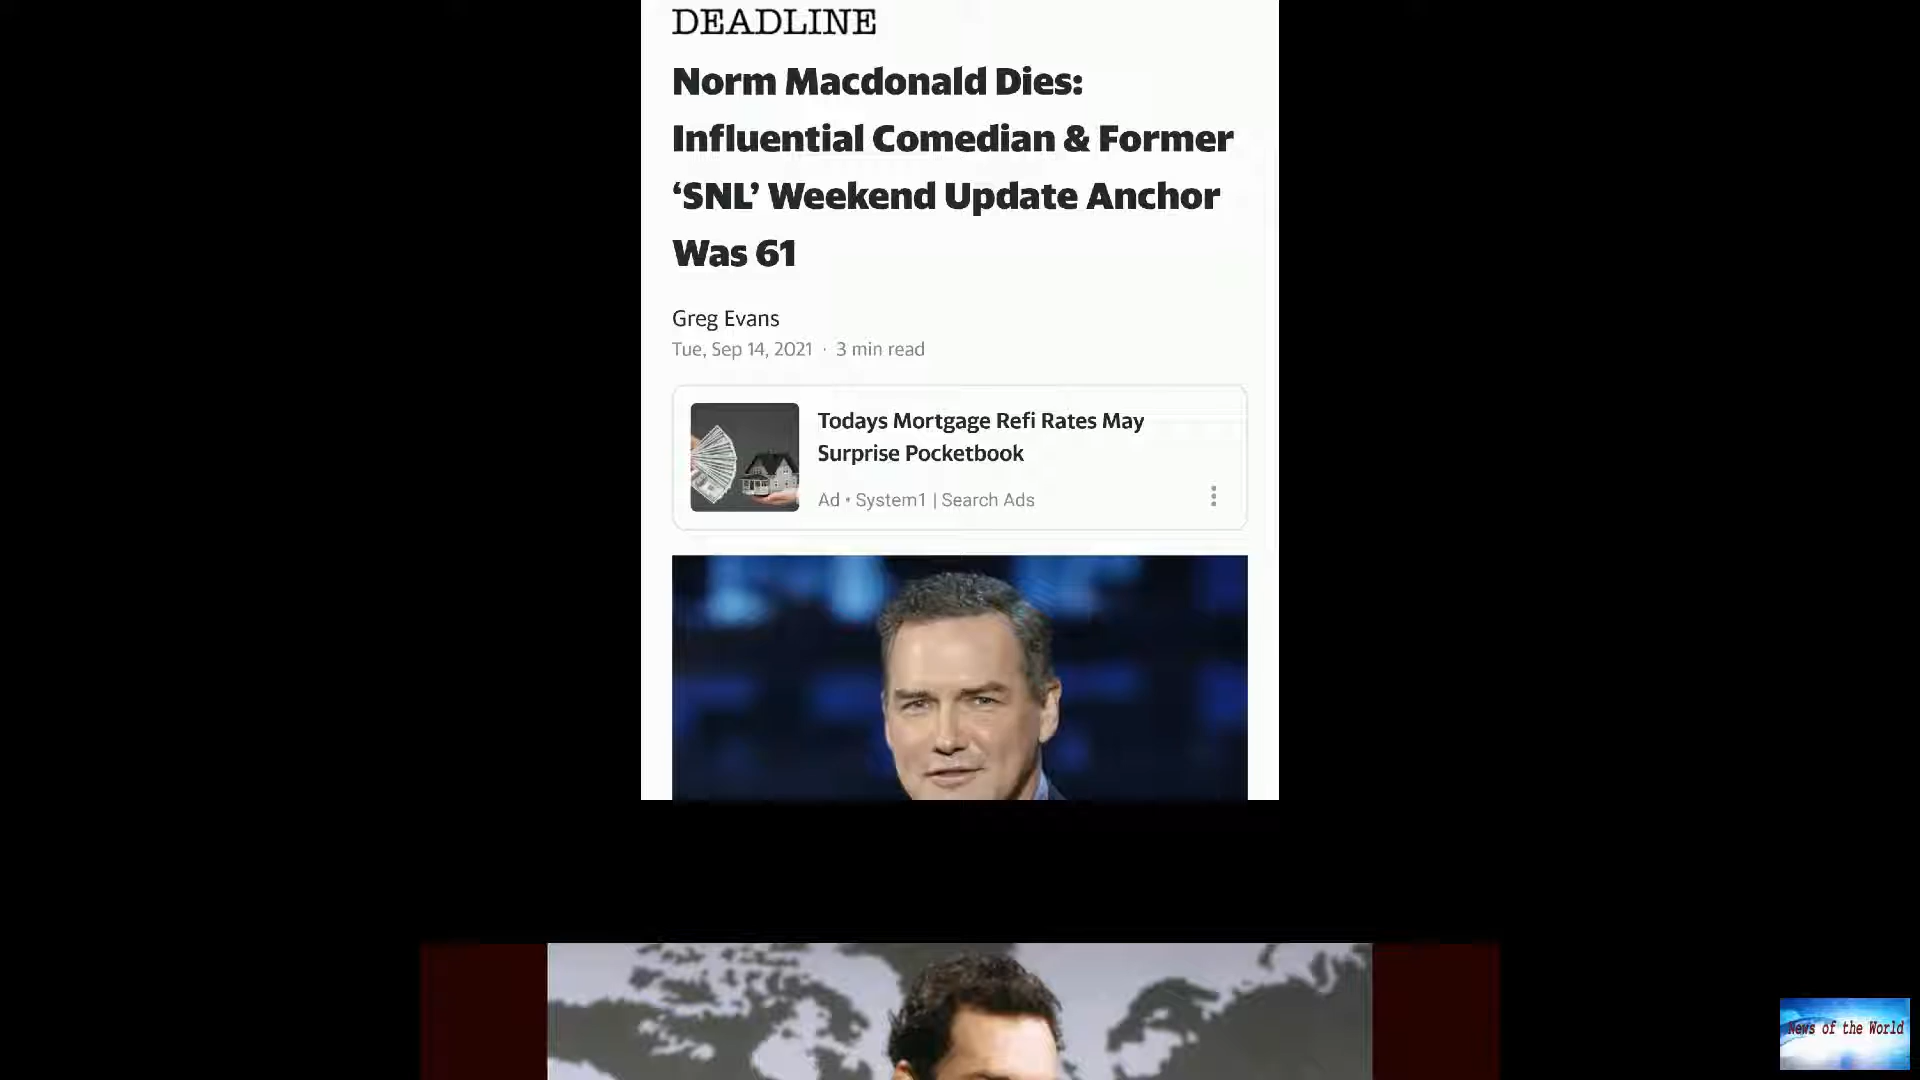 DEADLINE
Norm Macdonald Dies:
Influential Comedian & Former
‘SNL’ Weekend Update Anchor
Was 61
Greg Evans
Tue, Sep 14, 2021 · 3 min read
Todays Mortgage Refi Rates May
Surprise Pocketbook
Ad • System1 | Search Ads
News of the World